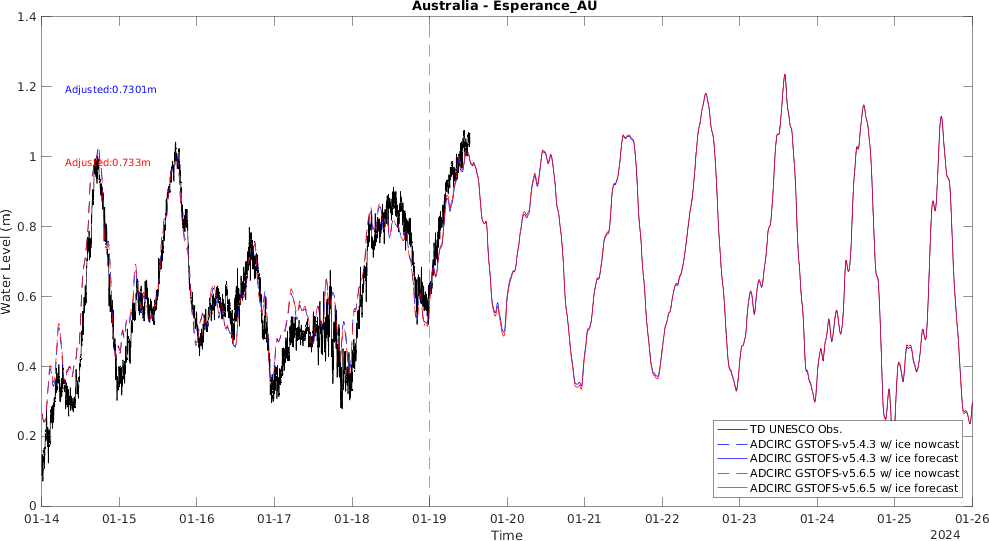 Australia - Esperance_AU
1.4
1.2
1
0.8
0.6
0.4
0.2
0
Water Level (m)
Adjusted:0.7301m
Adjusted:0.733m
TD UNESCO Obs.
ADCIRC GSTOFS-v5.4.3 w/ ice nowcast
ADCIRC GSTOFS-v5.4.3 w/ ice forecast
ADCIRC GSTOFS-v5.6.5 w/ ice nowcast
ADCIRC GSTOFS-v5.6.5 w/ ice forecast
01-14 01-15 01-16 01-17 01-18 01-19 01-20 01-21 01-22 01-23 01-24 01-25 01-26
Time
2024